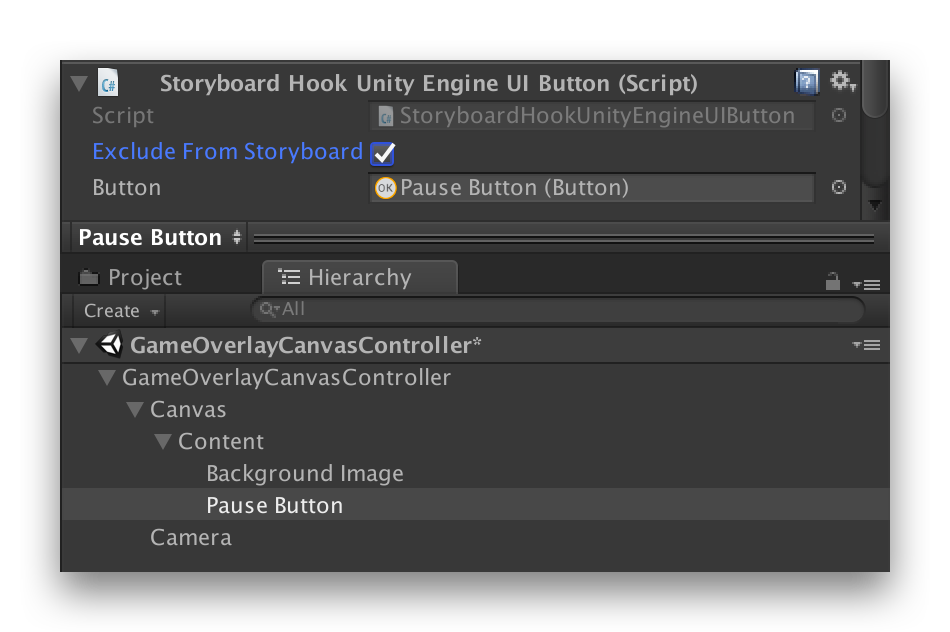 C# Storyboard Hook Unity Engine UI Button (Script) ?
Script C# StoryboardHookUnityEngineUIButton
Exclude From Storyboard
Button OK Pause Button (Button)
Pause Button
Project Hierarchy
Create All
GameOverlayCanvasController*
GameOverlayCanvasController
Canvas
Content
Background Image
Pause Button
Camera